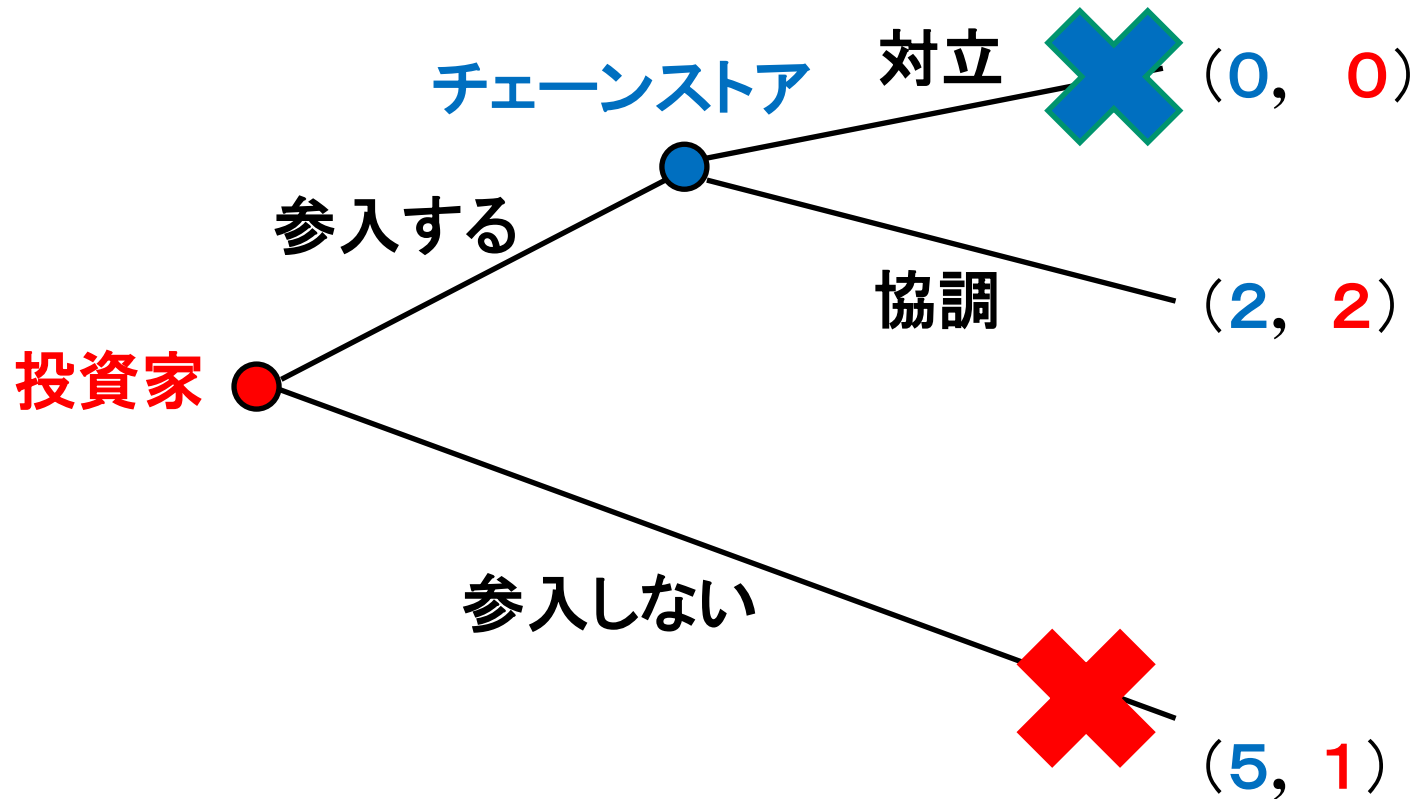 対立
（0， 0）
チェーンストア
参入する
協調
（2， 2）
投資家
参入しない
（5， 1）